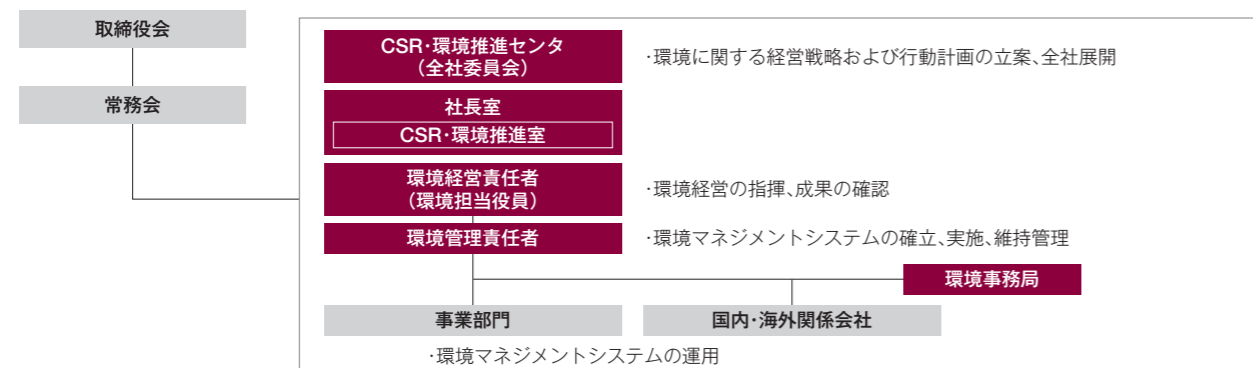 取締役会
常務会
CSR・環境推進センタ
（全社委員会）
・環境に関する経営戦略および行動計画の立案、全社展開
社長室
CSR・環境推進室
環境経営責任者
（環境担当役員）
・環境経営の指揮、成果の確認
環境管理責任者
・環境マネジメントシステムの確立、実施、維持管理
環境事務局
事業部門
国内・海外関係会社
・環境マネジメントシステムの運用